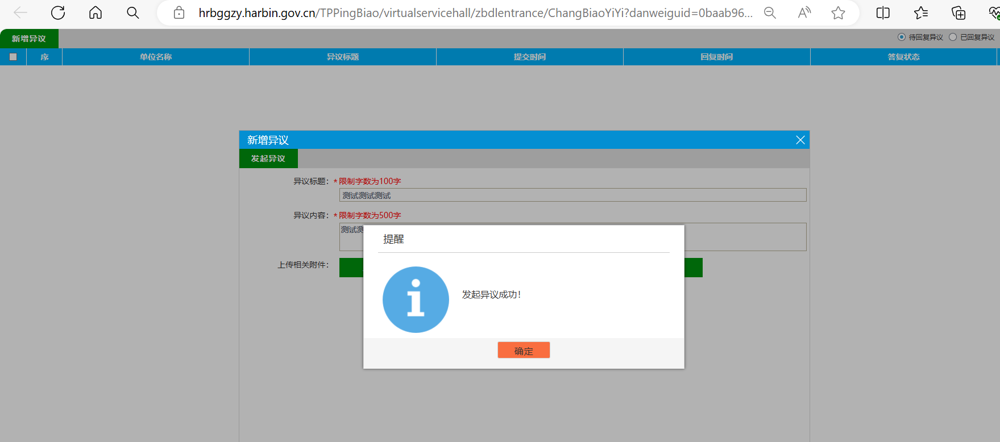 hrbggzy.harbin.gov.cn/TPPingBiao/virtualservicehall/zbdlentrance/ChangBiaoYiYi?danweiguid=0baab96...
新增异议
待回复异议 已回复异议
序 单位名称 异议标题 提交时间 回复时间 答复状态
新增异议
发起异议
异议标题：*限制字数为100字
测试测试测试
异议内容：*限制字数为500字
测试测
提醒
上传相关附件：
发起异议成功！
确定